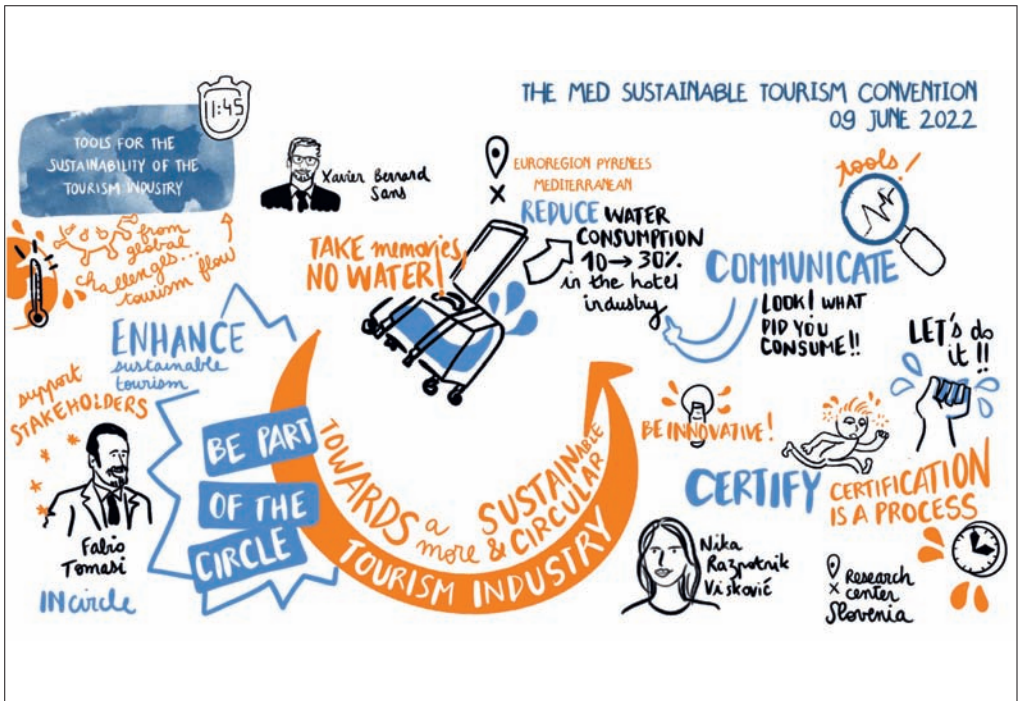 THE MED SUSTAINABLE TOURISM CONVENTION
09 JUNE 2022
11:45
TOOLS FOR THE
SUSTAINABILITY OF THE
TOURISM INDUSTRY
from
global
challenges...
tourism flow
Xavier Bernard
Sans
EUROREGION PYRENEES
MEDITERRANEAN
TAKE memories,
NO WATER!
REDUCE WATER
CONSUMPTION
10→30%
in the hotel
industry
tools!
COMMUNICATE
LOOK! WHAT
DID YOU
CONSUME!!
ENHANCE
sustainable
tourism
support
STAKEHOLDERS
Fabio
Tomasi
INcircle
BE PART
OF THE
CIRCLE
TOWARDS a
more SUSTAINABLE
& CIRCULAR
TOURISM INDUSTRY
LET's do
it!!
BE INNOVATIVE!
CERTIFY
CERTIFICATION
IS A PROCESS
Nika
Razpotnik
Visković
Research
center
Slovenia